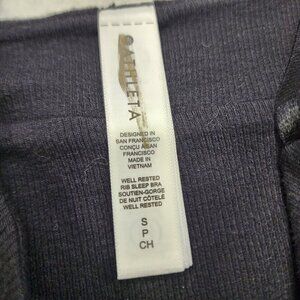 ATHLETA
DESIGNED IN
SAN FRANCISCO
CONÇU À SAN
FRANCISCO
MADE IN
VIETNAM
WELL RESTED
RIB SLEEP BRA
SOUTIEN-GORGE
DE NUIT CÔTELÉ
WELL RESTED
S
P
CH